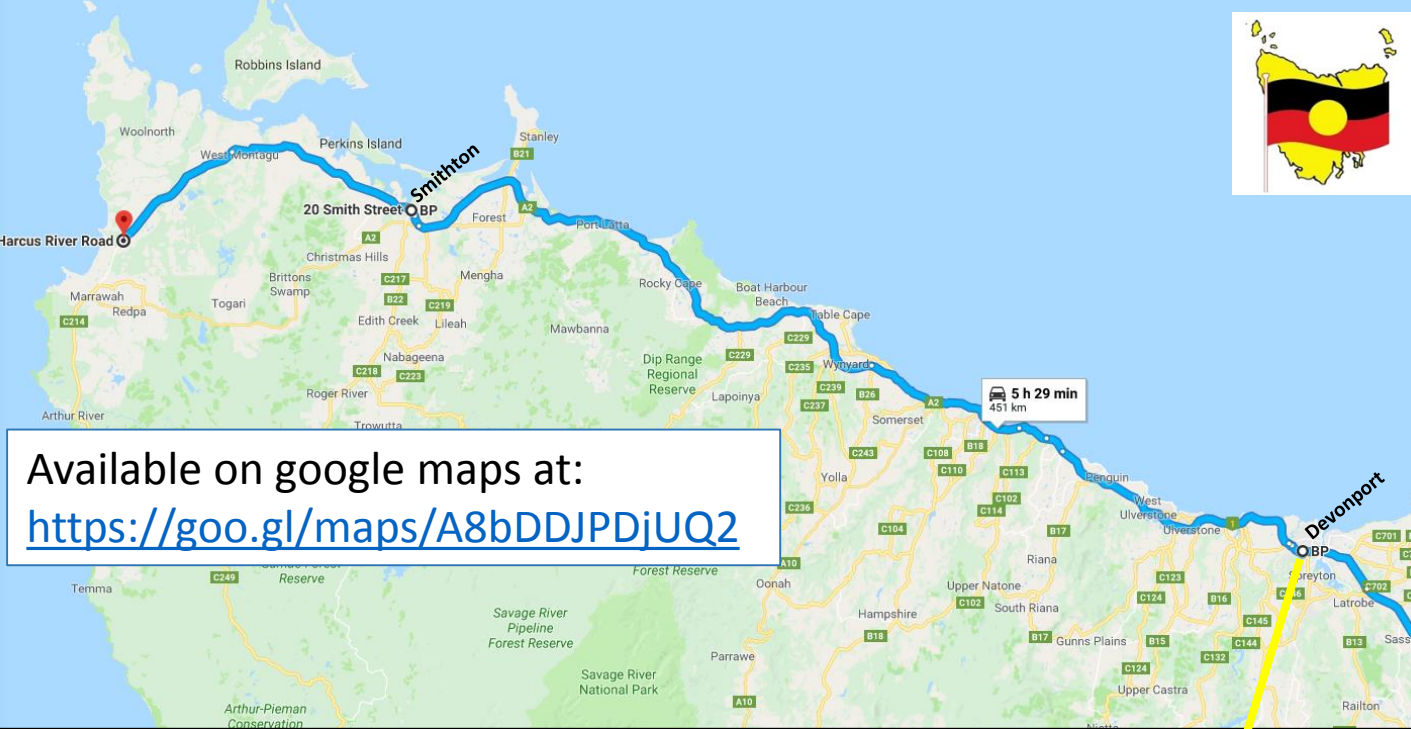 Robbins Island
Woolnorth
West Montagu
Perkins Island
Stanley
B21
Smithton
20 Smith Street
BP
Forest
A2
Port Latta
Harcus River Road
A2
Christmas Hills
Brittons
Swamp
C217
Mengha
Rocky Cape
Boat Harbour
Beach
Marrawah
Redpa
Togari
B22
C219
C214
Edith Creek
Lileah
Mawbanna
Table Cape
C229
Nabageena
Dip Range
Regional
Reserve
C229
C235
Wynyard
C218
C223
C239
B26
Roger River
Lapoinya
C237
A2
5 h 29 min
451 km
Arthur River
Trowutta
Somerset
Available on google maps at:
https://goo.gl/maps/A8bDDJPDjUQ2
C243
C108
B18
C110
C113
Yolla
Penguin
C102
C114
West
Ulverstone
Ulverstone
1
Devonport
BP
C236
C104
B17
C701
A10
Riana
Spreyton
Temma
C249
Reserve
Forest Reserve
Oonah
Upper Natone
C102
South Riana
C123
C124
B16
C702
Latrobe
Savage River
Pipeline
Forest Reserve
Hampshire
B18
B17
Gunns Plains
B15
C145
C144
B13
Sass
Parrawe
C132
C124
Savage River
National Park
Upper Castra
A10
Railton
Arthur-Pieman
Conservation